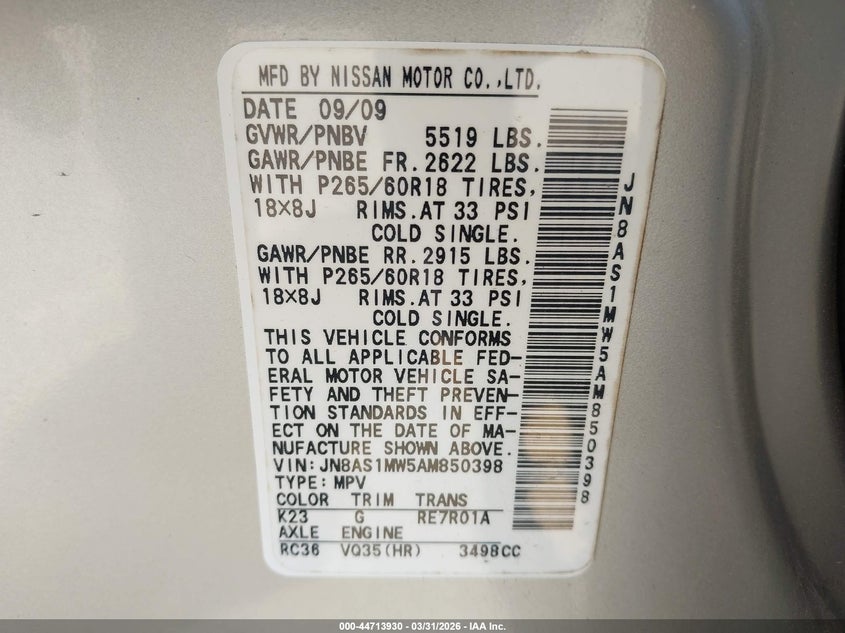 MFD BY NISSAN MOTOR CO.,LTD.
DATE 09/09
GVWR/PNBV 5519 LBS.
GAWR/PNBE FR. 2622 LBS.
WITH P265/60R18 TIRES,
18×8J RIMS. AT 33 PSI
COLD SINGLE.
GAWR/PNBE RR. 2915 LBS.
WITH P265/60R18 TIRES,
18×8J RIMS. AT 33 PSI
COLD SINGLE.
THIS VEHICLE CONFORMS
TO ALL APPLICABLE FED-
ERAL MOTOR VEHICLE SA-
FETY AND THEFT PREVEN-
TION STANDARDS IN EFF-
ECT ON THE DATE OF MA-
NUFACTURE SHOWN ABOVE.
VIN:JN8AS1MW5AM850398
TYPE:MPV
COLOR TRIM TRANS
K23 G RE7R01A
AXLE ENGINE
RC36 VQ35(HR) 3498CC
JN8AS1MW5AM850398
000-44713930 - 03/31/2026 - IAA Inc.